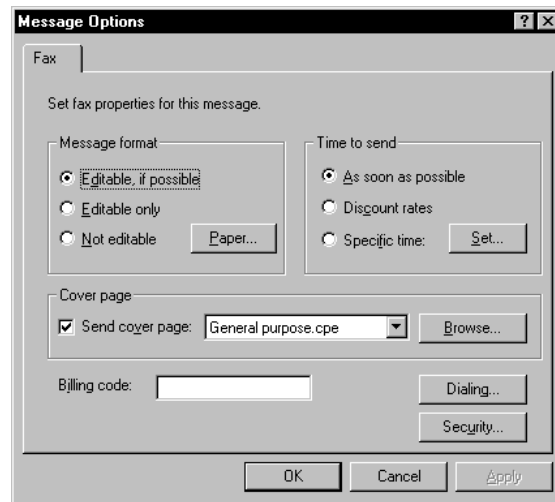 Message Options
Fax
Set fax properties for this message.
Message format
Editable, if possible
Editable only
Not editable
Paper...
Time to send
As soon as possible
Discount rates
Specific time:
Set...
Cover page
Send cover page:
General purpose.cpe
Browse...
Billing code:
Dialing...
Security...
OK
Cancel
Apply